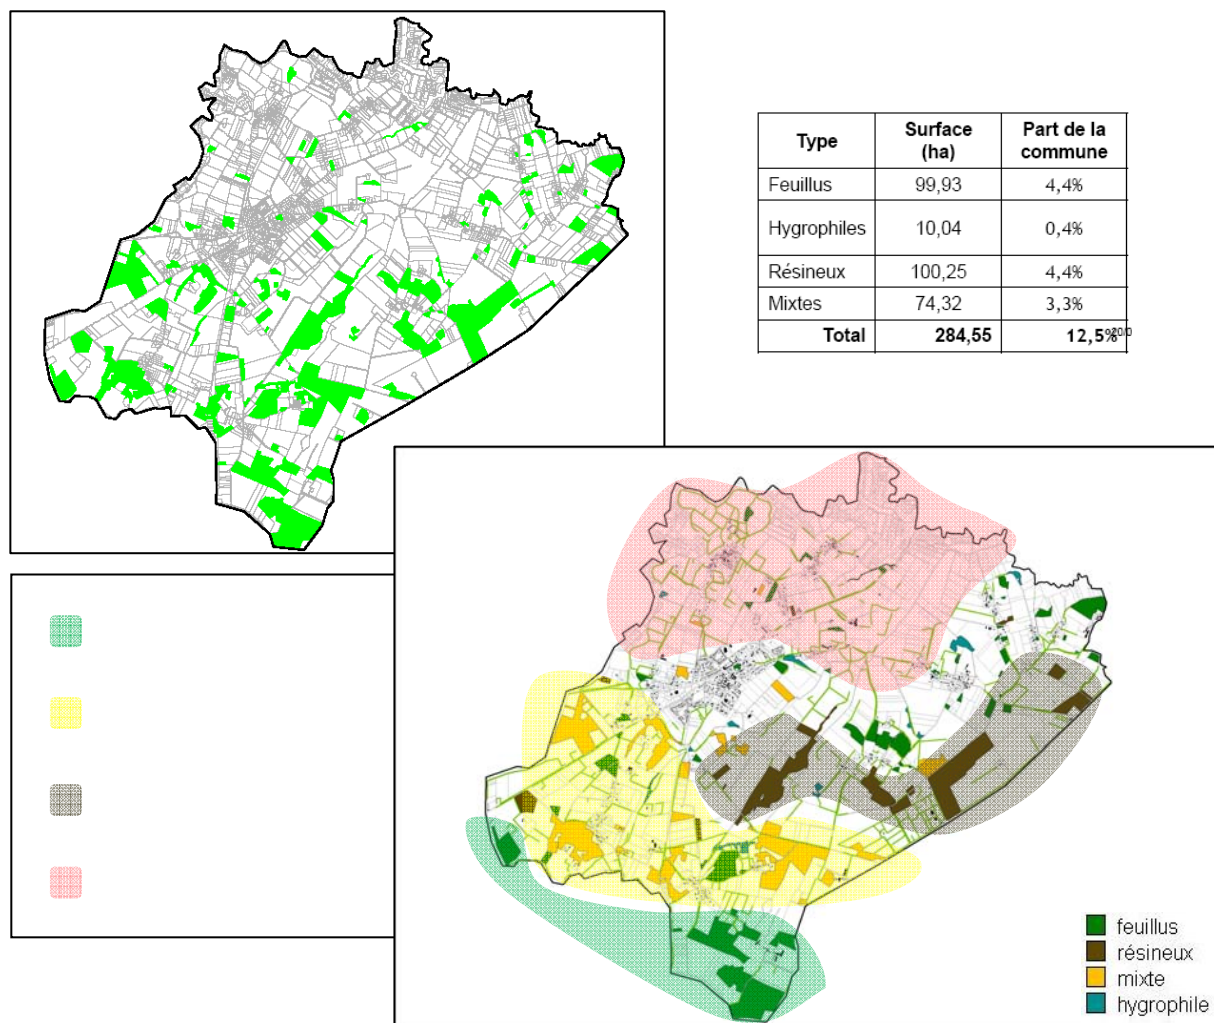 Type Surface (ha) Part de la commune
Feuillus 99,93 4,4%
Hygrophiles 10,04 0,4%
Résineux 100,25 4,4%
Mixtes 74,32 3,3%
Total 284,55 12,5%
feuillus
résineux
mixte
hygrophile